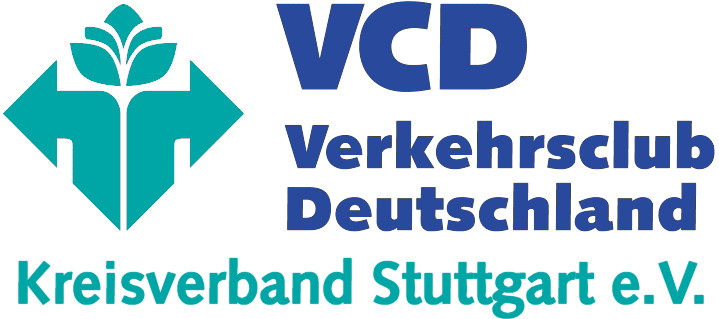 VCD
Verkehrsclub
Deutschland
Kreisverband Stuttgart e.V.